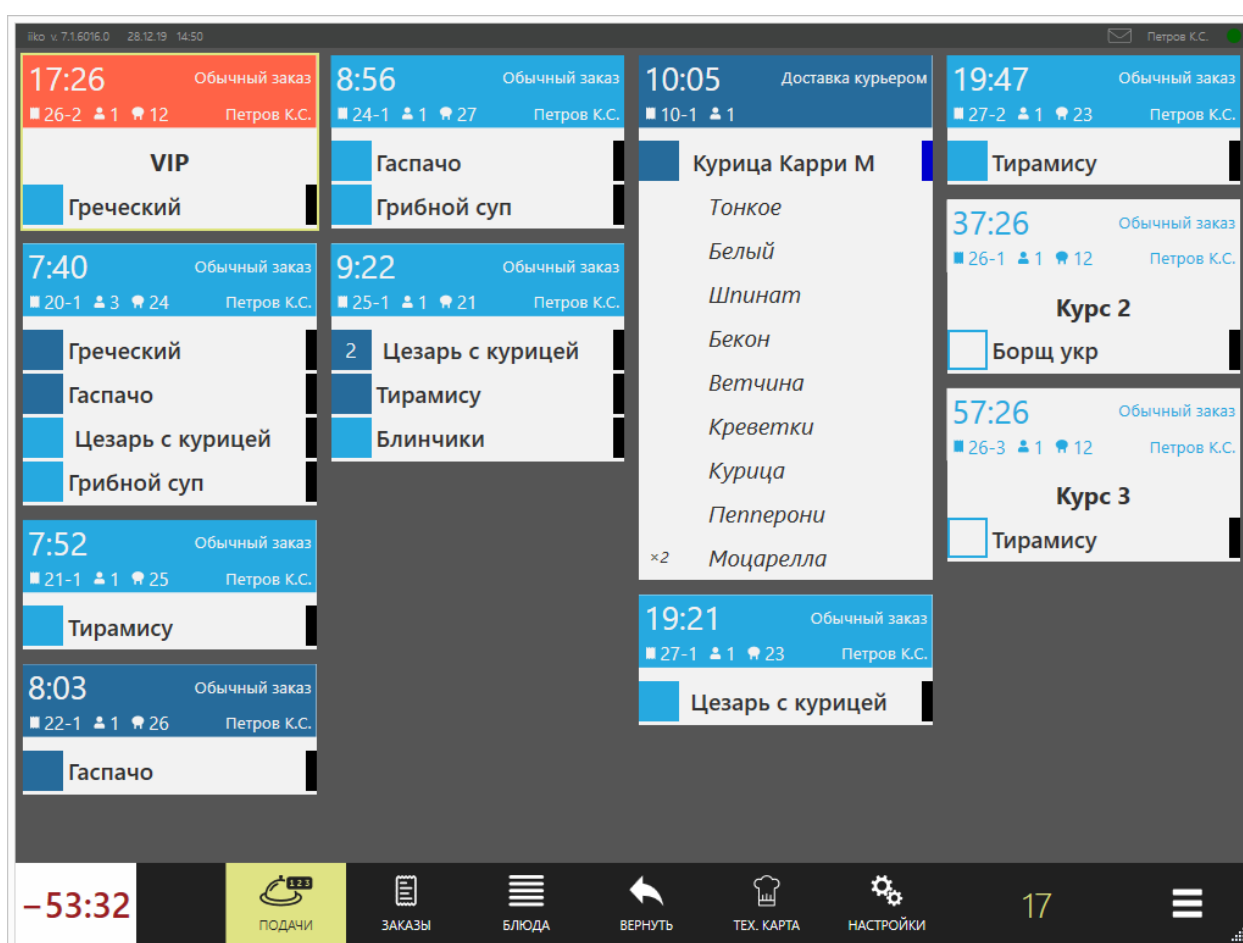 iiko v. 7.1.6016.0 28.12.19 14:50 Петров К.С.
17:26 Обычный заказ
26-2 1 12 Петров К.С.
VIP
Греческий
7:40 Обычный заказ
20-1 3 24 Петров К.С.
Греческий
Гаспачо
Цезарь с курицей
Грибной суп
7:52 Обычный заказ
21-1 1 25 Петров К.С.
Тирамису
8:03 Обычный заказ
22-1 1 26 Петров К.С.
Гаспачо
8:56 Обычный заказ
24-1 1 27 Петров К.С.
Гаспачо
Грибной суп
9:22 Обычный заказ
25-1 1 21 Петров К.С.
2 Цезарь с курицей
Тирамису
Блинчики
10:05 Доставка курьером
10-1 1
Курица Карри М
Тонкое
Белый
Шпинат
Бекон
Ветчина
Креветки
Курица
Пепперони
×2 Моцарелла
19:21 Обычный заказ
27-1 1 23 Петров К.С.
Цезарь с курицей
19:47 Обычный заказ
27-2 1 23 Петров К.С.
Тирамису
37:26 Обычный заказ
26-1 1 12 Петров К.С.
Курс 2
Борщ укр
57:26 Обычный заказ
26-3 1 12 Петров К.С.
Курс 3
Тирамису
–53:32
123
ПОДАЧИ ЗАКАЗЫ БЛЮДА ВЕРНУТЬ ТЕХ. КАРТА НАСТРОЙКИ 17